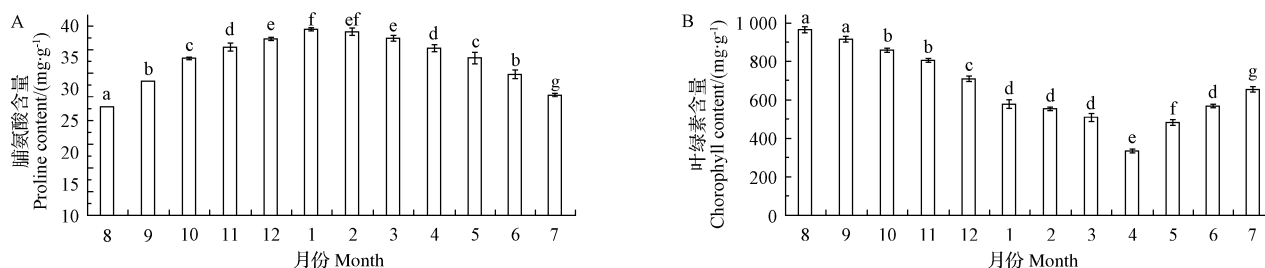 A
脯氨酸含量
Proline content/(mg·g⁻¹)
40
35
30
25
20
15
10
a b c d e f ef e d c b g
8 9 10 11 12 1 2 3 4 5 6 7
月份 Month
B
叶绿素含量
Chorophyll content/(mg·g⁻¹)
1 000
800
600
400
200
0
a a b b c d d d e f d g
8 9 10 11 12 1 2 3 4 5 6 7
月份 Month